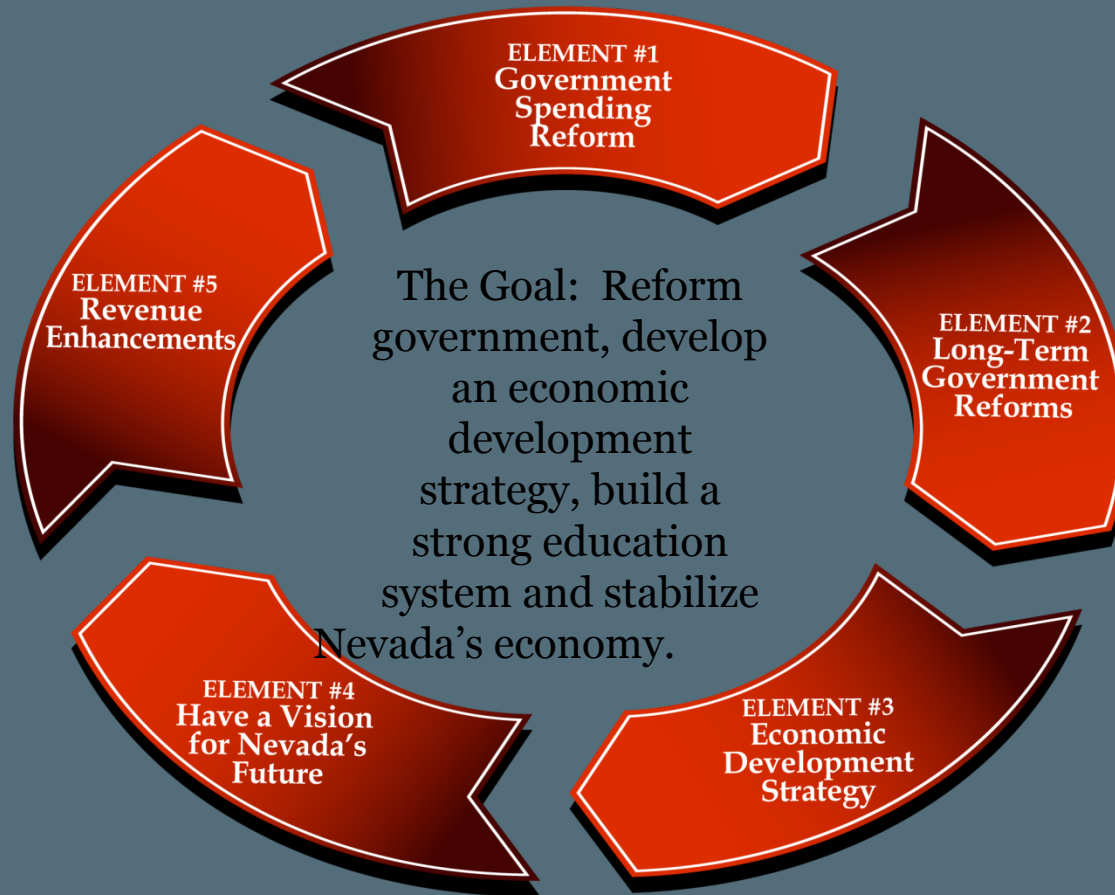 ELEMENT #1
Government
Spending
Reform
ELEMENT #2
Long-Term
Government
Reforms
ELEMENT #3
Economic
Development
Strategy
ELEMENT #4
Have a Vision
for Nevada’s
Future
ELEMENT #5
Revenue
Enhancements
The Goal:  Reform
government, develop
an economic
development
strategy, build a
strong education
system and stabilize
Nevada’s economy.